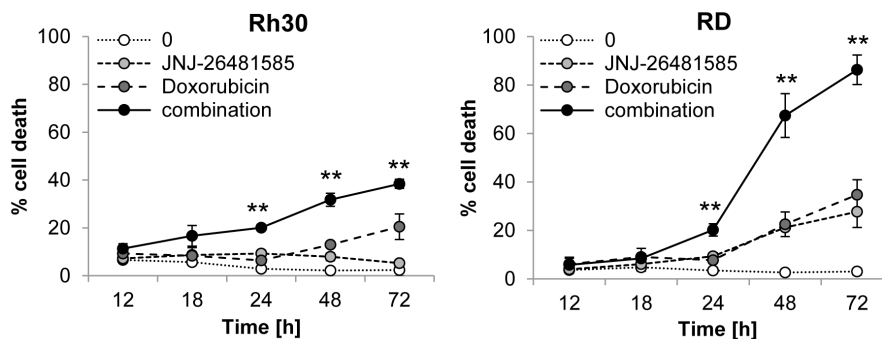 Rh30
100
80
60
40
20
0
% cell death
0
JNJ-26481585
Doxorubicin
combination
**
**
**
12 18 24 48 72
Time [h]
RD
100
80
60
40
20
0
% cell death
0
JNJ-26481585
Doxorubicin
combination
**
**
**
12 18 24 48 72
Time [h]